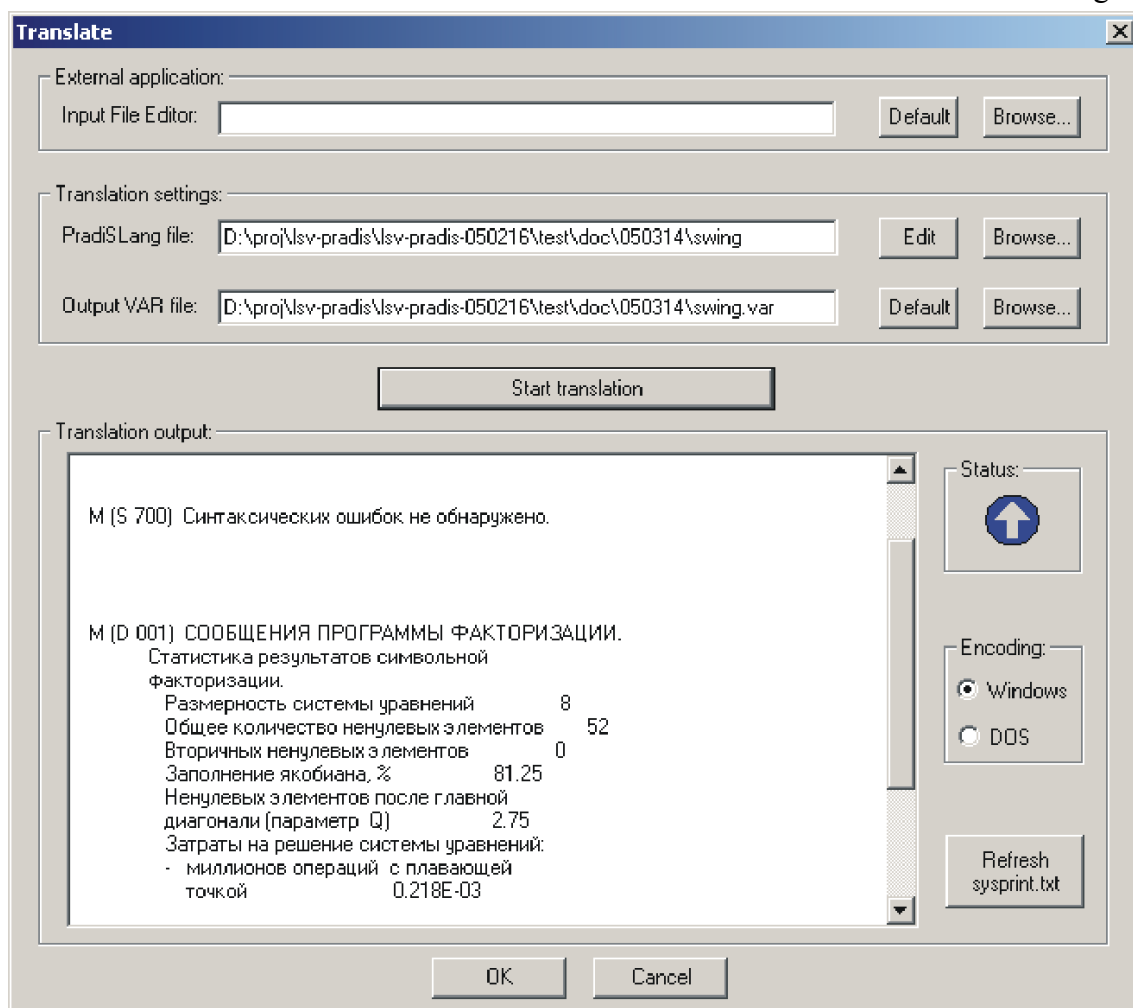 Translate
External application:
Input File Editor: Default Browse...
Translation settings:
PradiSLang file: D:\proj\lsv-pradis\lsv-pradis-050216\test\doc\050314\swing Edit Browse...
Output VAR file: D:\proj\lsv-pradis\lsv-pradis-050216\test\doc\050314\swing.var Default Browse...
Start translation
Translation output:
Status:
M (S 700) Синтаксических ошибок не обнаружено.
M (D 001) СООБЩЕНИЯ ПРОГРАММЫ ФАКТОРИЗАЦИИ.
Статистика результатов символьной
факторизации.
Размерность системы уравнений 8
Общее количество ненулевых элементов 52
Вторичных ненулевых элементов 0
Заполнение якобиана, % 81.25
Ненулевых элементов после главной
диагонали (параметр Q) 2.75
Затраты на решение системы уравнений:
- миллионов операций с плавающей
точкой 0.218E-03
Encoding:
Windows
DOS
Refresh
sysprint.txt
OK Cancel